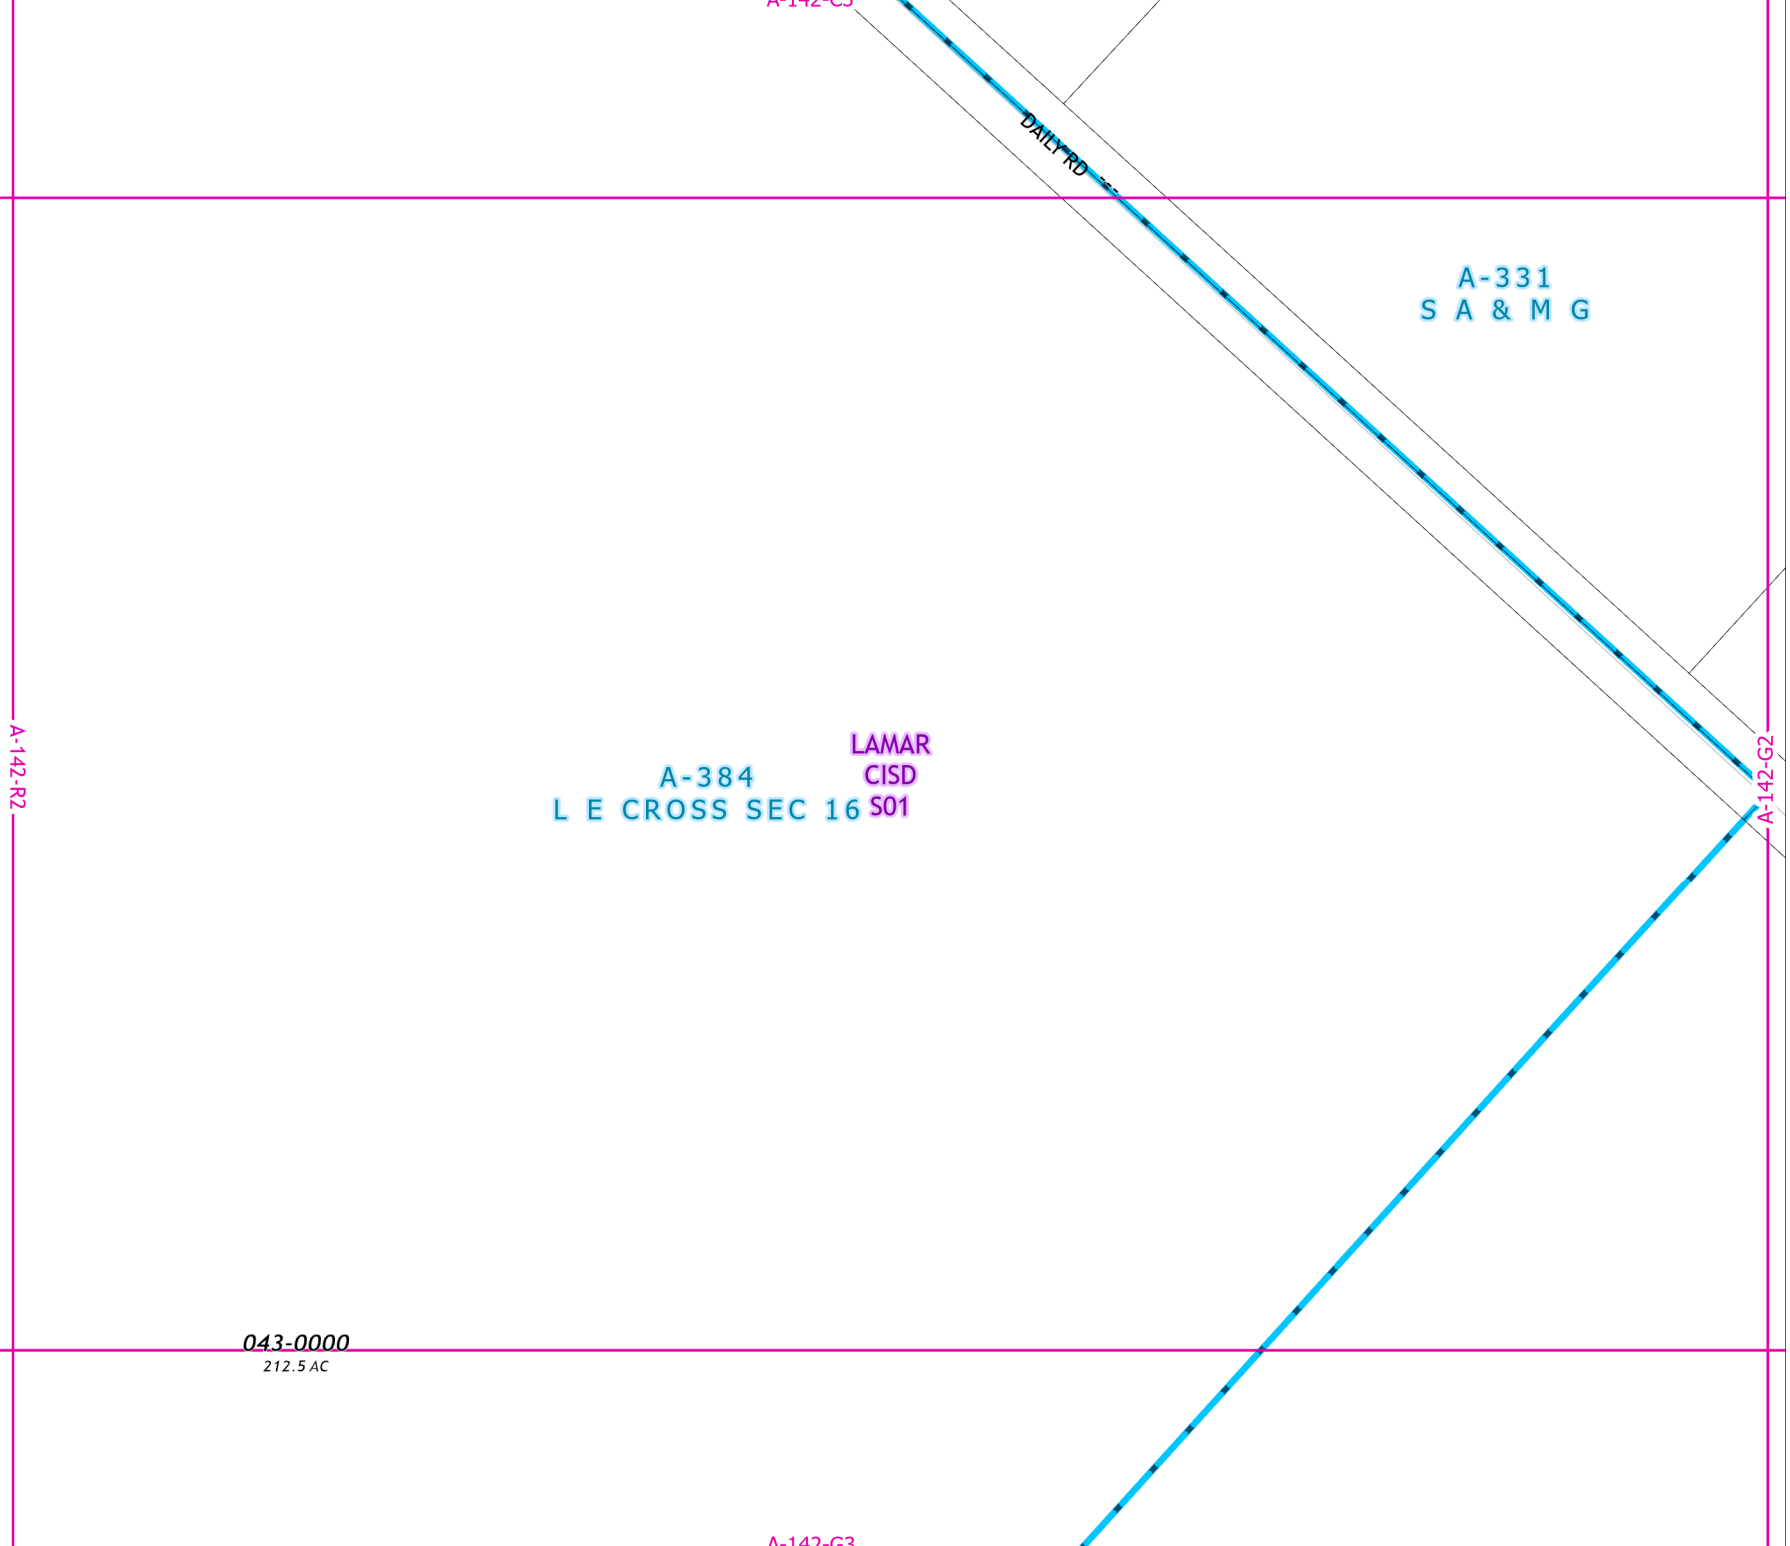 A-142-C3
DAILY RD
A-331
S A & M G
A-142-R2
A-142-G2
LAMAR
CISD
S01
A-384
L E CROSS SEC 16
043-0000
212.5 AC
A-142-G3